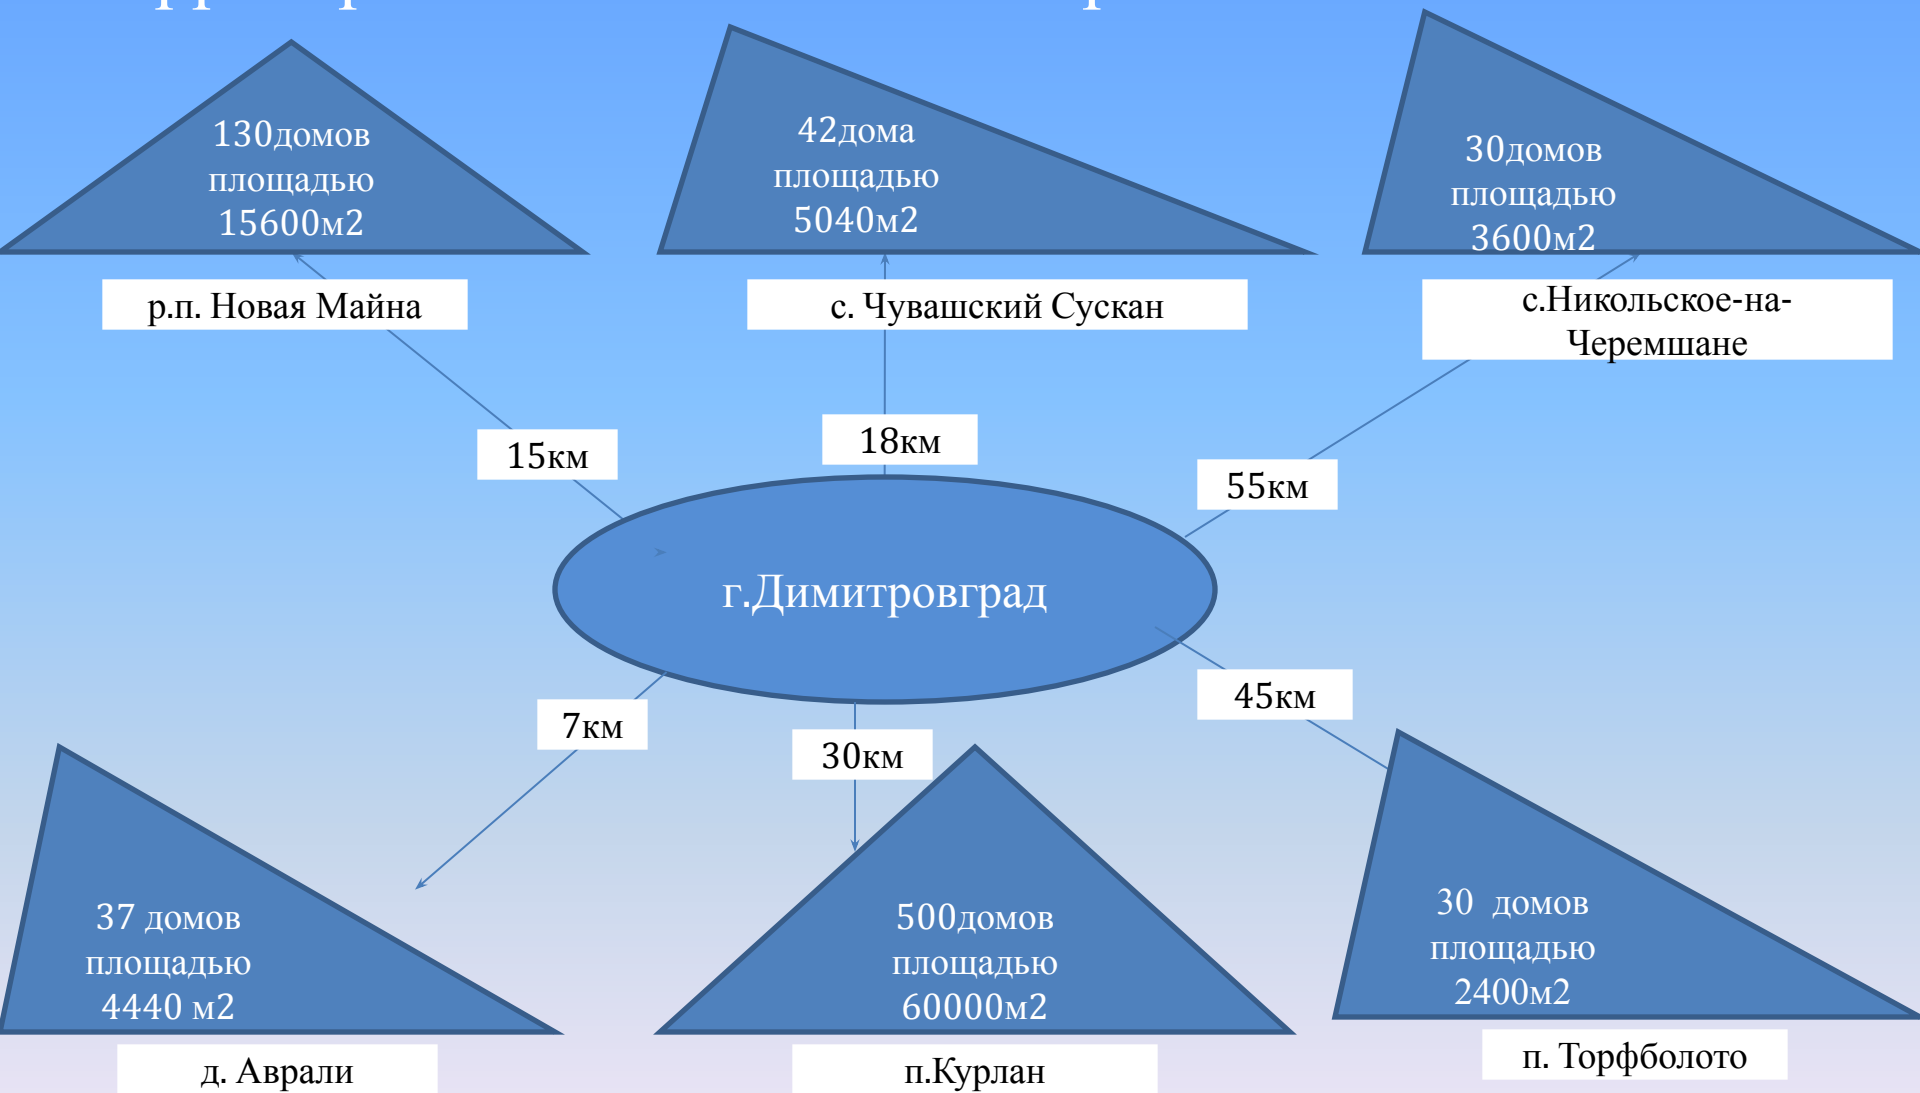 130домов
площадью
15600м2
р.п. Новая Майна
42дома
площадью
5040м2
с. Чувашский Сускан
30домов
площадью
3600м2
с.Никольское-на-
Черемшане
15км
18км
55км
г.Димитровград
7км
30км
45км
37 домов
площадью
4440 м2
д. Аврали
500домов
площадью
60000м2
п.Курлан
30 домов
площадью
2400м2
п. Торфболото